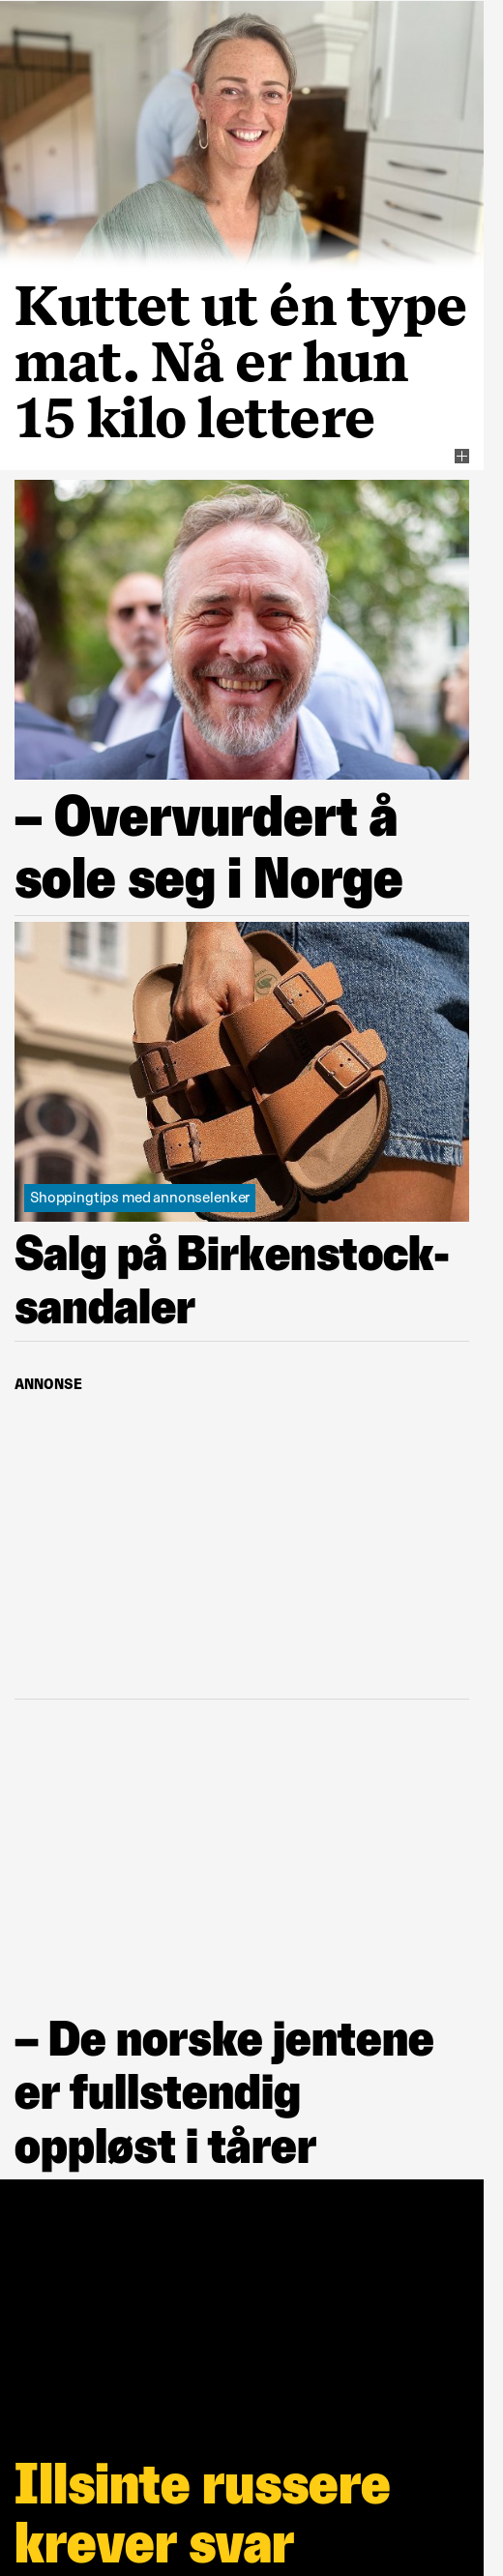 Kuttet ut én type
mat. Nå er hun
15 kilo lettere
– Overvurdert å
sole seg i Norge
Shoppingtips med annonselenker
Salg på Birkenstock-
sandaler
ANNONSE
– De norske jentene
er fullstendig
oppløst i tårer
Illsinte russere
krever svar